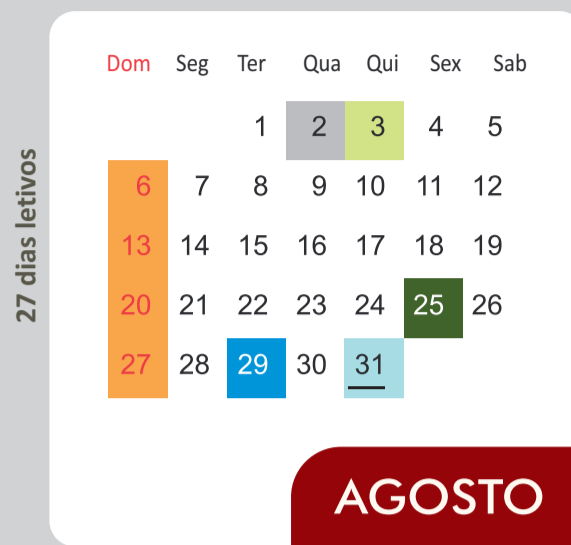 27 dias letivos
Dom Seg Ter Qua Qui Sex Sab
1 2 3 4 5
6 7 8 9 10 11 12
13 14 15 16 17 18 19
20 21 22 23 24 25 26
27 28 29 30 31
AGOSTO